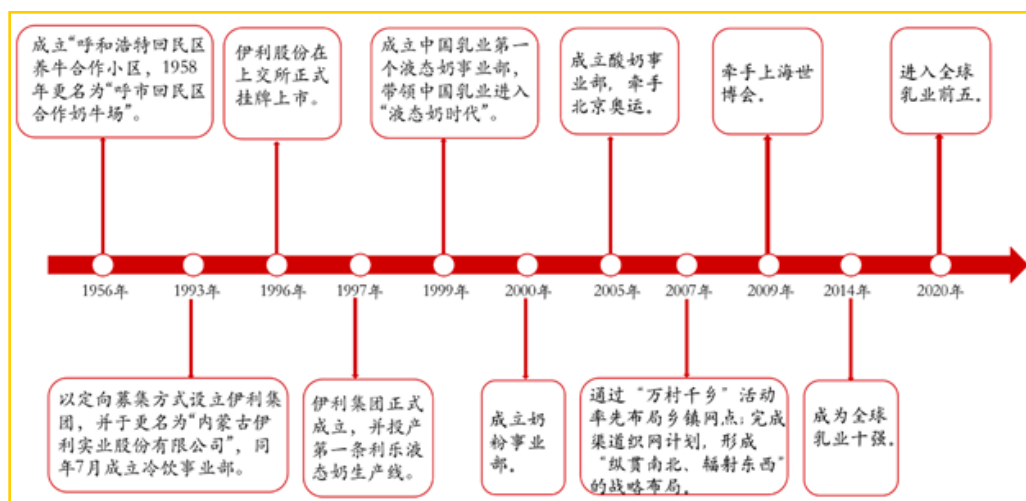 成立“呼和浩特回民区
养牛合作小区，1958
年更名为“呼市回民区
合作奶牛场”。
伊利股份在
上交所正式
挂牌上市。
成立中国乳业第一
个液态奶事业部，
带领中国乳业进入
“液态奶时代”。
成立酸奶事
业部，牵手
北京奥运。
牵手上海世
博会。
进入全球
乳业前五。
1956年
1993年
1996年
1997年
1999年
2000年
2005年
2007年
2009年
2014年
2020年
以定向募集方式设立伊利集
团，并于更名为“内蒙古伊
利实业股份有限公司”，同
年7月成立冷饮事业部。
伊利集团正式
成立，并投产
第一条利乐液
态奶生产线。
成立奶
粉事业
部。
通过“万村千乡”活动
率先布局乡镇网点；完成
渠道织网计划，形成
“纵贯南北、辐射东西”
的战略布局。
成为全球
乳业十强。